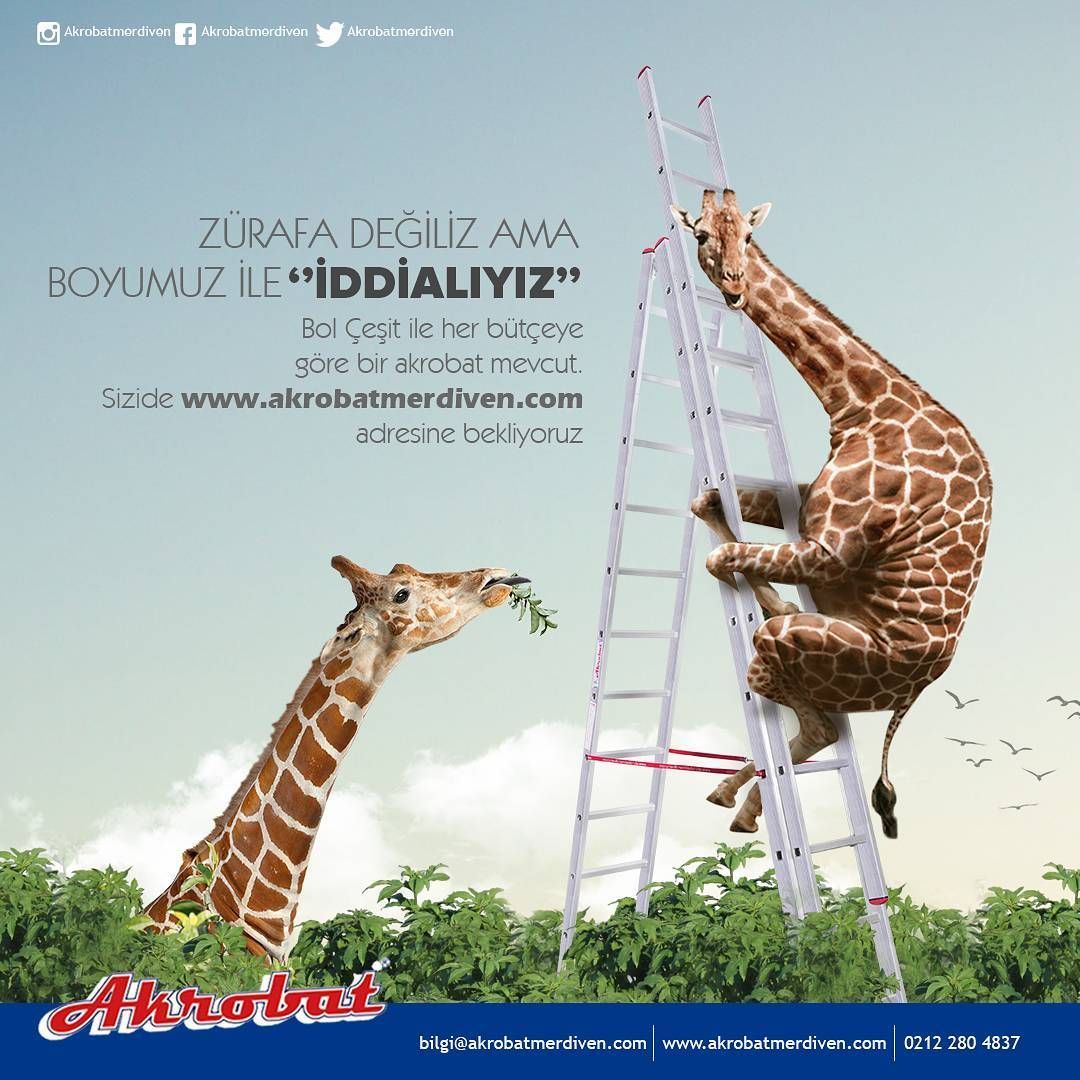 Akrobatmerdiven Akrobatmerdiven Akrobatmerdiven
ZÜRAFA DEĞİLİZ AMA
BOYUMUZ İLE ‘’İDDİALIYIZ’’
Bol Çeşit ile her bütçeye
göre bir akrobat mevcut.
Sizide www.akrobatmerdiven.com
adresine bekliyoruz
Akrobat
Akrobat
bilgi@akrobatmerdiven.com www.akrobatmerdiven.com 0212 280 4837